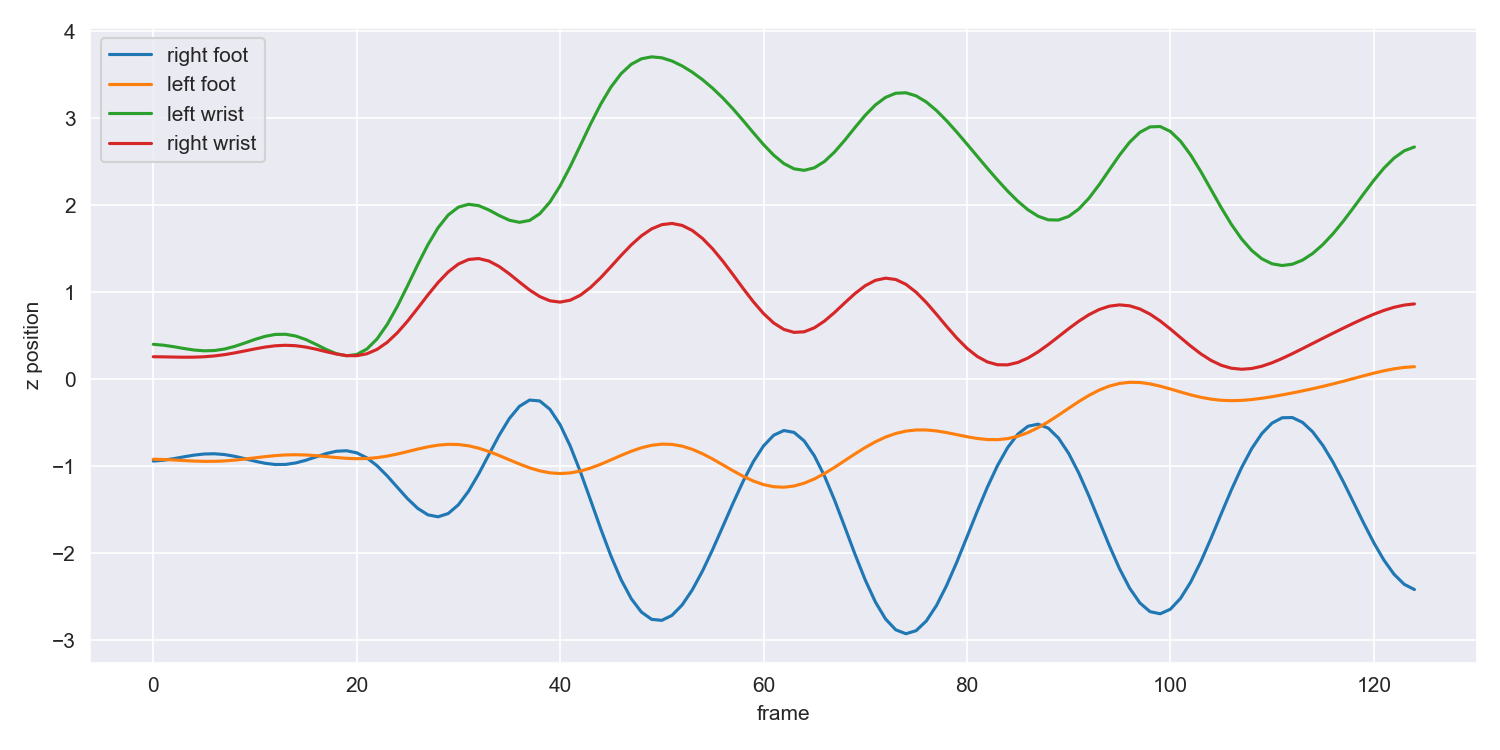 right foot
left foot
left wrist
right wrist
4
3
2
1
0
−1
−2
−3
z position
0 20 40 60 80 100 120
frame